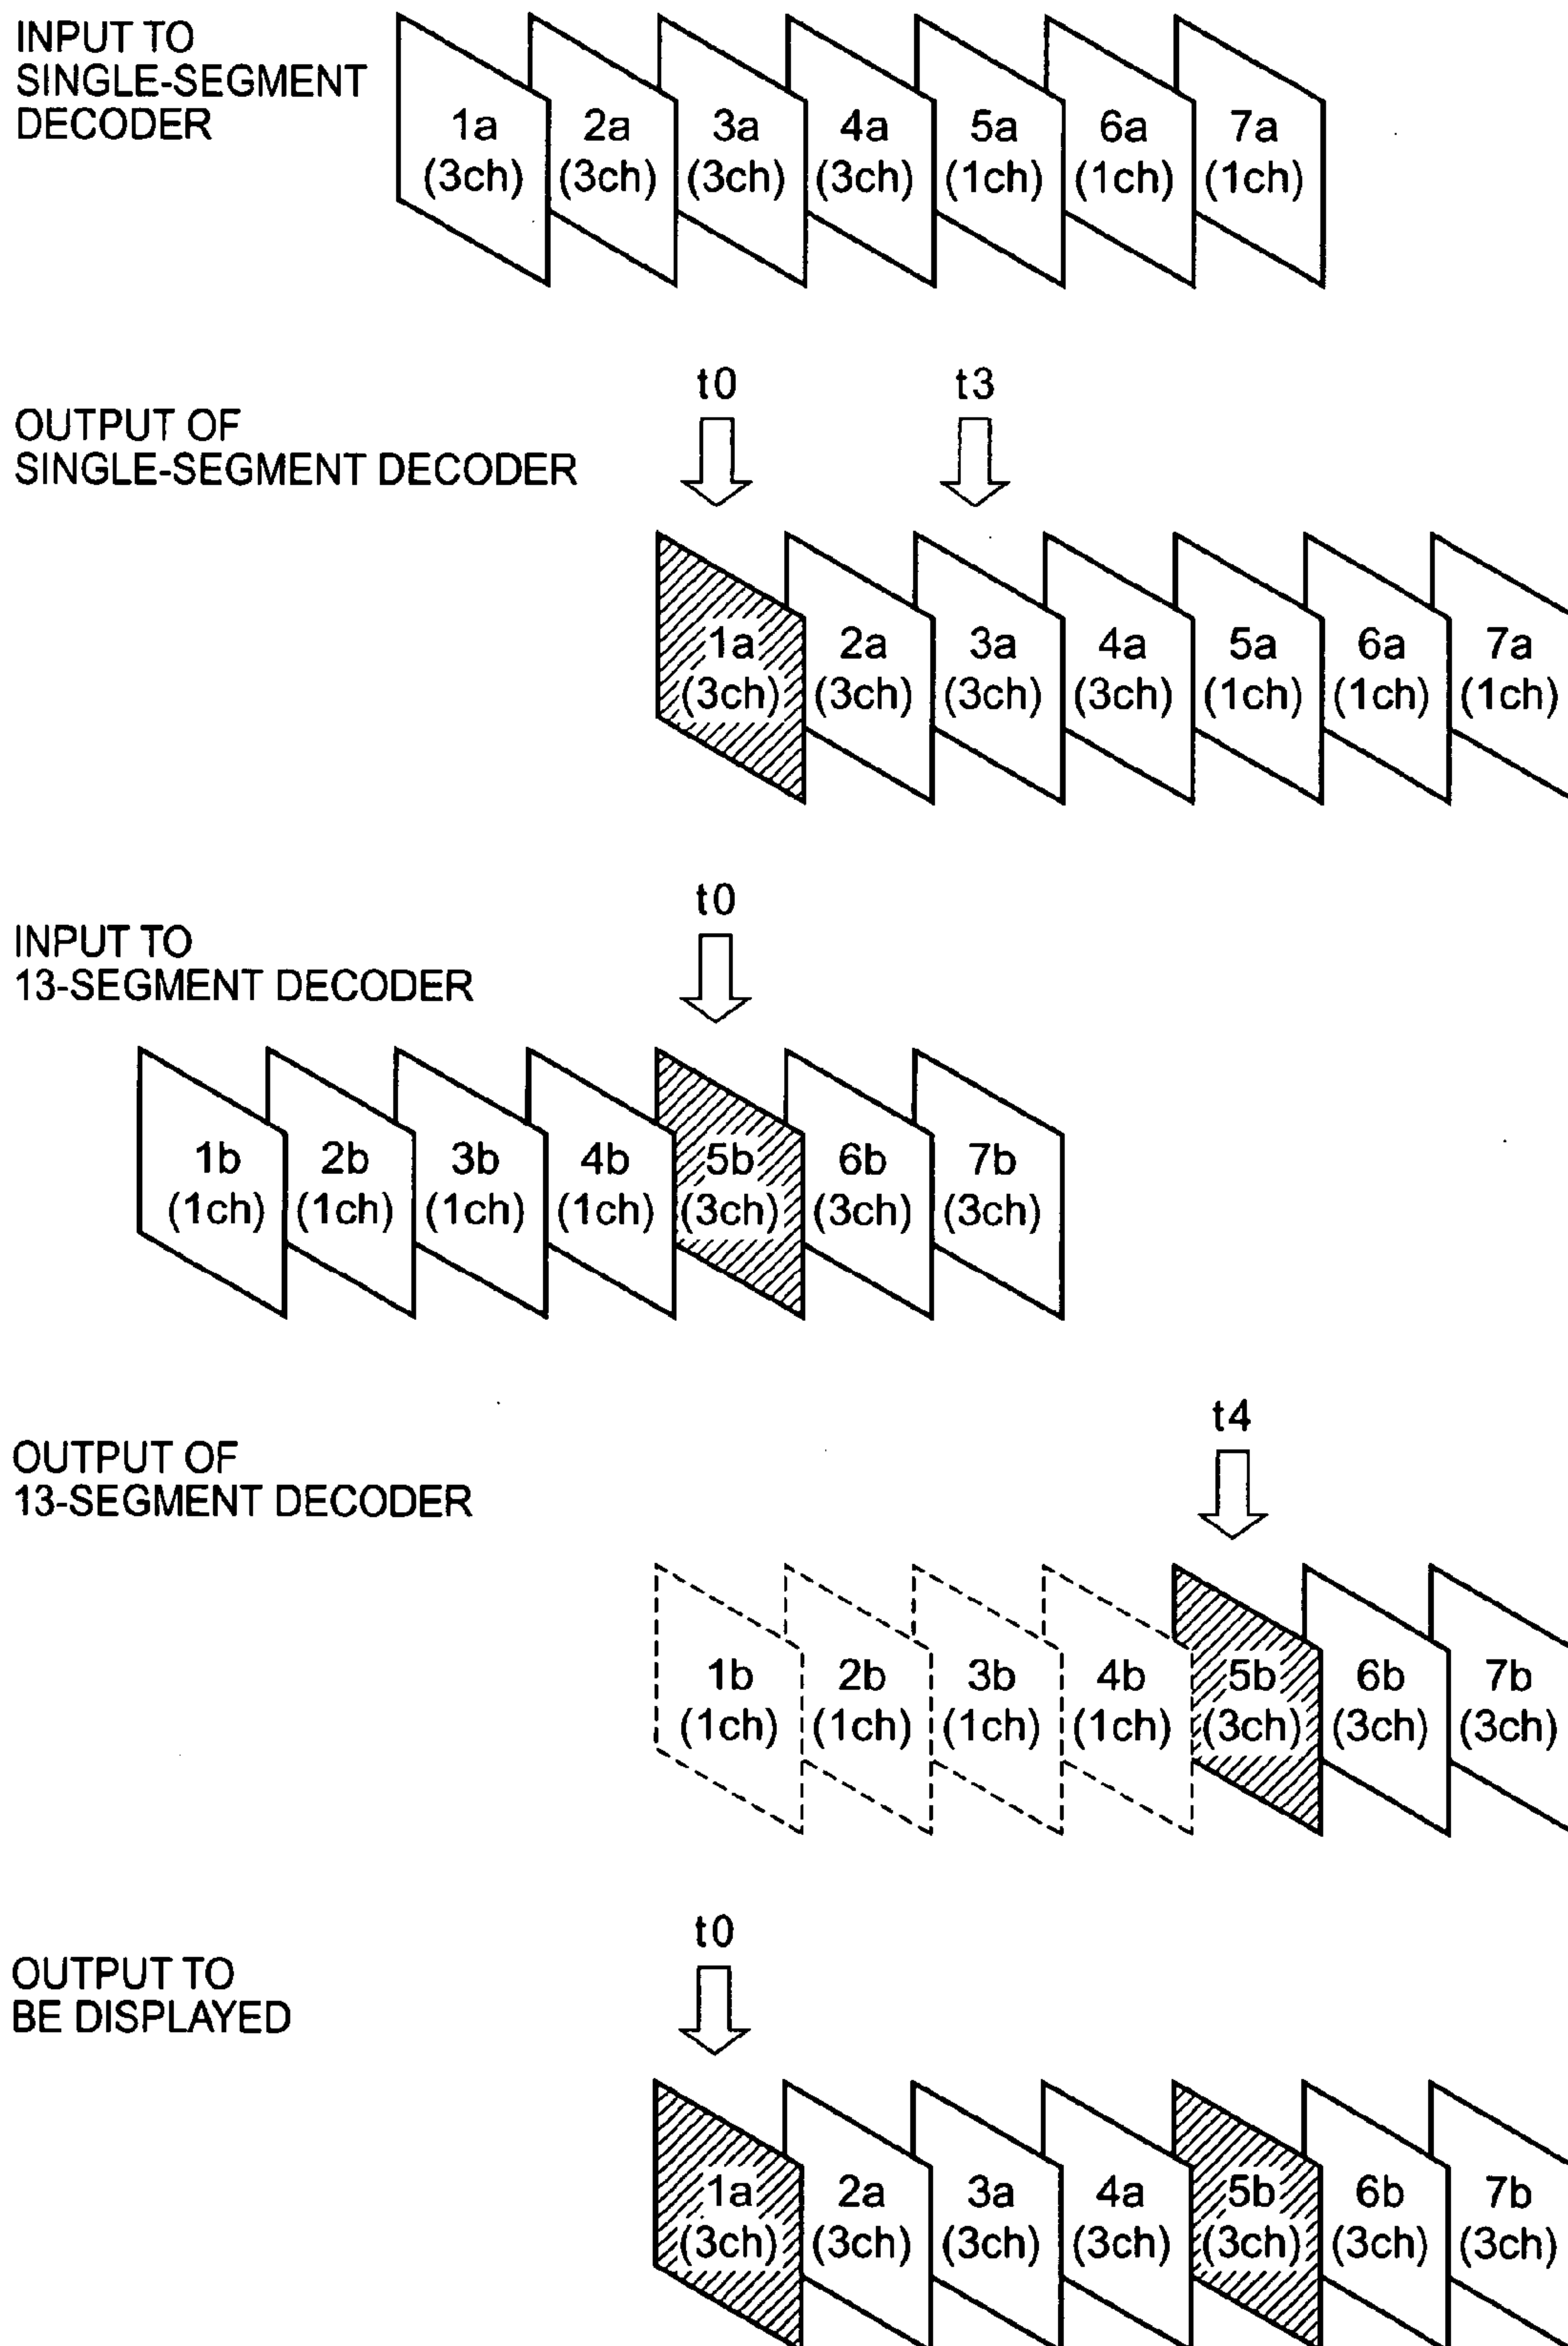 INPUT TO
SINGLE-SEGMENT
DECODER
1a 2a 3a 4a 5a 6a 7a
(3ch) (3ch) (3ch) (3ch) (1ch) (1ch) (1ch)
t0 t3
OUTPUT OF
SINGLE-SEGMENT DECODER
1a 2a 3a 4a 5a 6a 7a
(3ch) (3ch) (3ch) (3ch) (1ch) (1ch) (1ch)
t0
INPUT TO
13-SEGMENT DECODER
1b 2b 3b 4b 5b 6b 7b
(1ch) (1ch) (1ch) (1ch) (3ch) (3ch) (3ch)
t4
OUTPUT OF
13-SEGMENT DECODER
1b 2b 3b 4b 5b 6b 7b
(1ch) (1ch) (1ch) (1ch) (3ch) (3ch) (3ch)
t0
OUTPUT TO
BE DISPLAYED
1a 2a 3a 4a 5b 6b 7b
(3ch) (3ch) (3ch) (3ch) (3ch) (3ch) (3ch)